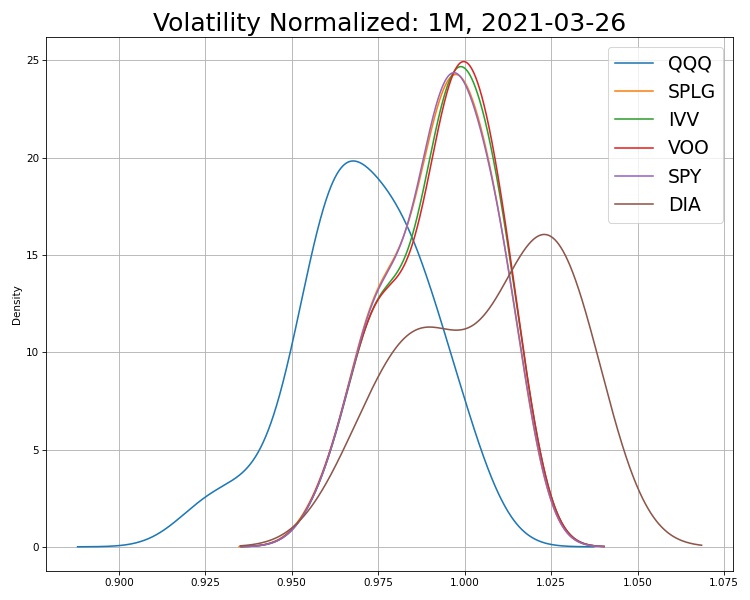 Volatility Normalized: 1M, 2021-03-26
25
20
15
10
5
0
Density
QQQ
SPLG
IVV
VOO
SPY
DIA
0.900 0.925 0.950 0.975 1.000 1.025 1.050 1.075